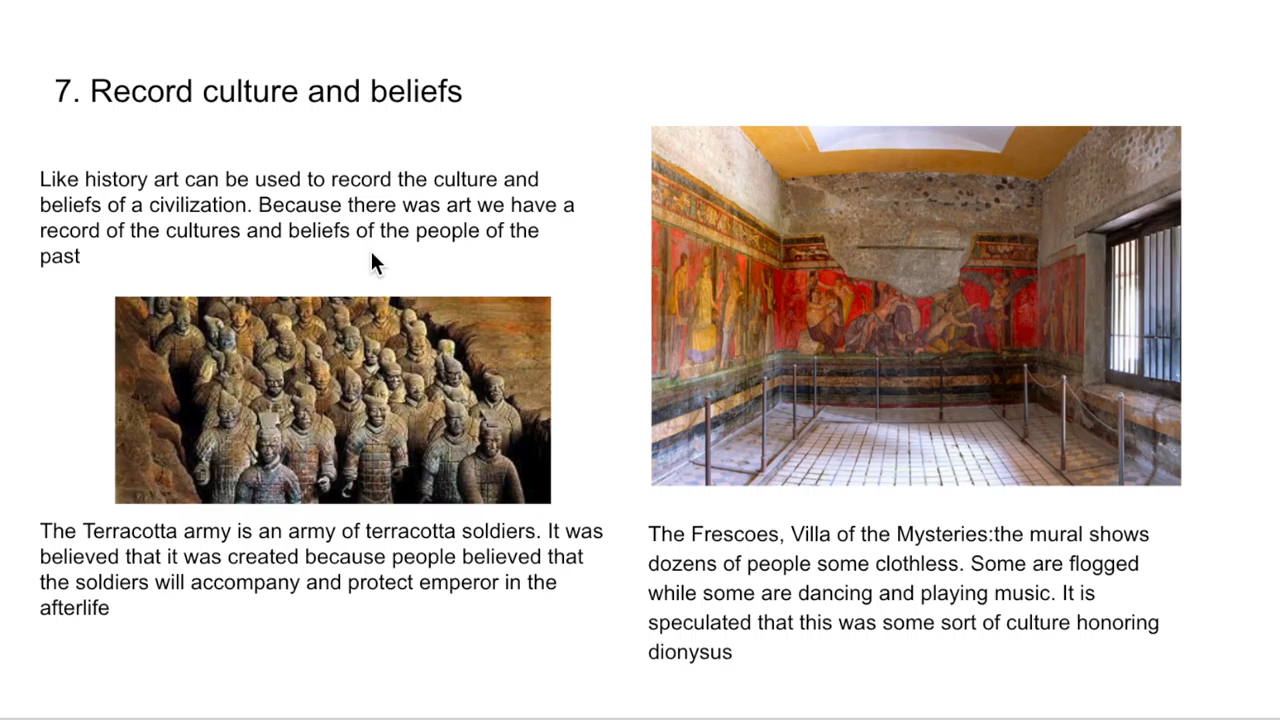 7. Record culture and beliefs
Like history art can be used to record the culture and
beliefs of a civilization. Because there was art we have a
record of the cultures and beliefs of the people of the
past
The Terracotta army is an army of terracotta soldiers. It was
believed that it was created because people believed that
the soldiers will accompany and protect emperor in the
afterlife
The Frescoes, Villa of the Mysteries:the mural shows
dozens of people some clothless. Some are flogged
while some are dancing and playing music. It is
speculated that this was some sort of culture honoring
dionysus